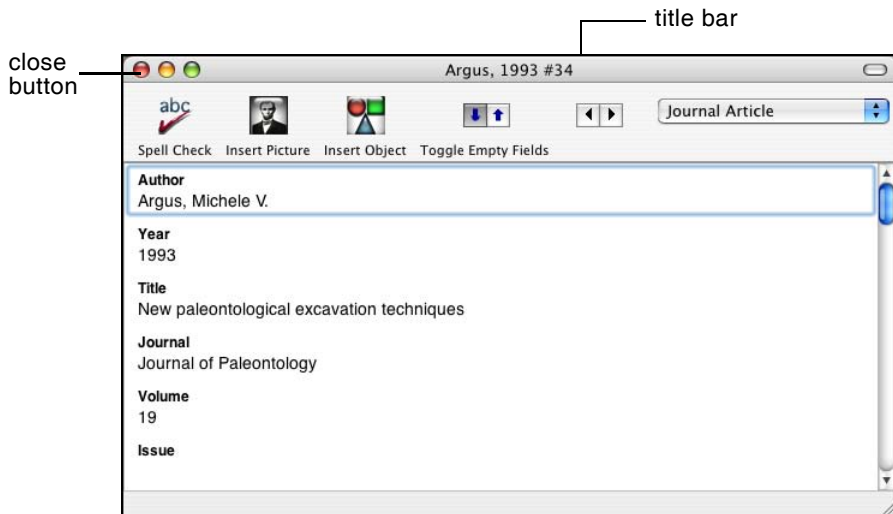 title bar
close
button
Argus, 1993 #34
abc
Journal Article
Spell Check Insert Picture Insert Object Toggle Empty Fields
Author
Argus, Michele V.
Year
1993
Title
New paleontological excavation techniques
Journal
Journal of Paleontology
Volume
19
Issue